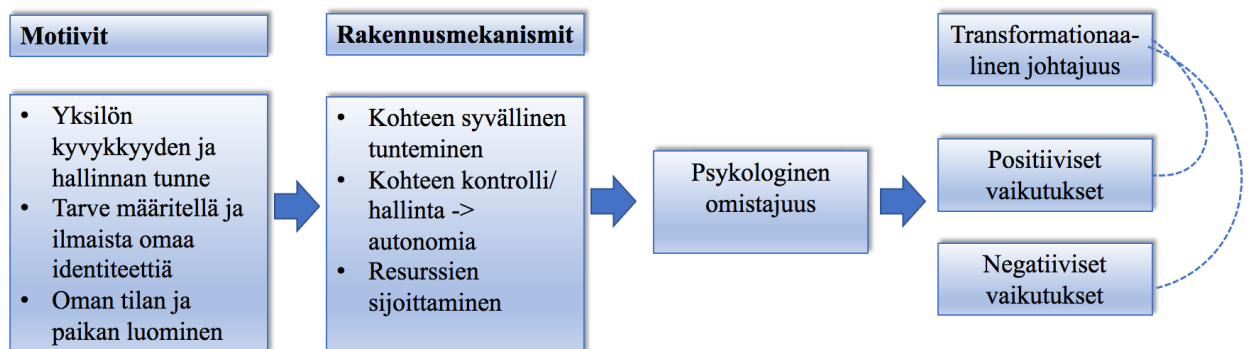 Motiivit
• Yksilön
kyvykkyyden ja
hallinnan tunne
• Tarve määritellä ja
ilmaista omaa
identiteettiä
• Oman tilan ja
paikan luominen
Rakennusmekanismit
• Kohteen syvällinen
tunteminen
• Kohteen kontrolli/
hallinta ->
autonomia
• Resurssien
sijoittaminen
Psykologinen
omistajuus
Transformationaa-
linen johtajuus
Positiiviset
vaikutukset
Negatiiviset
vaikutukset